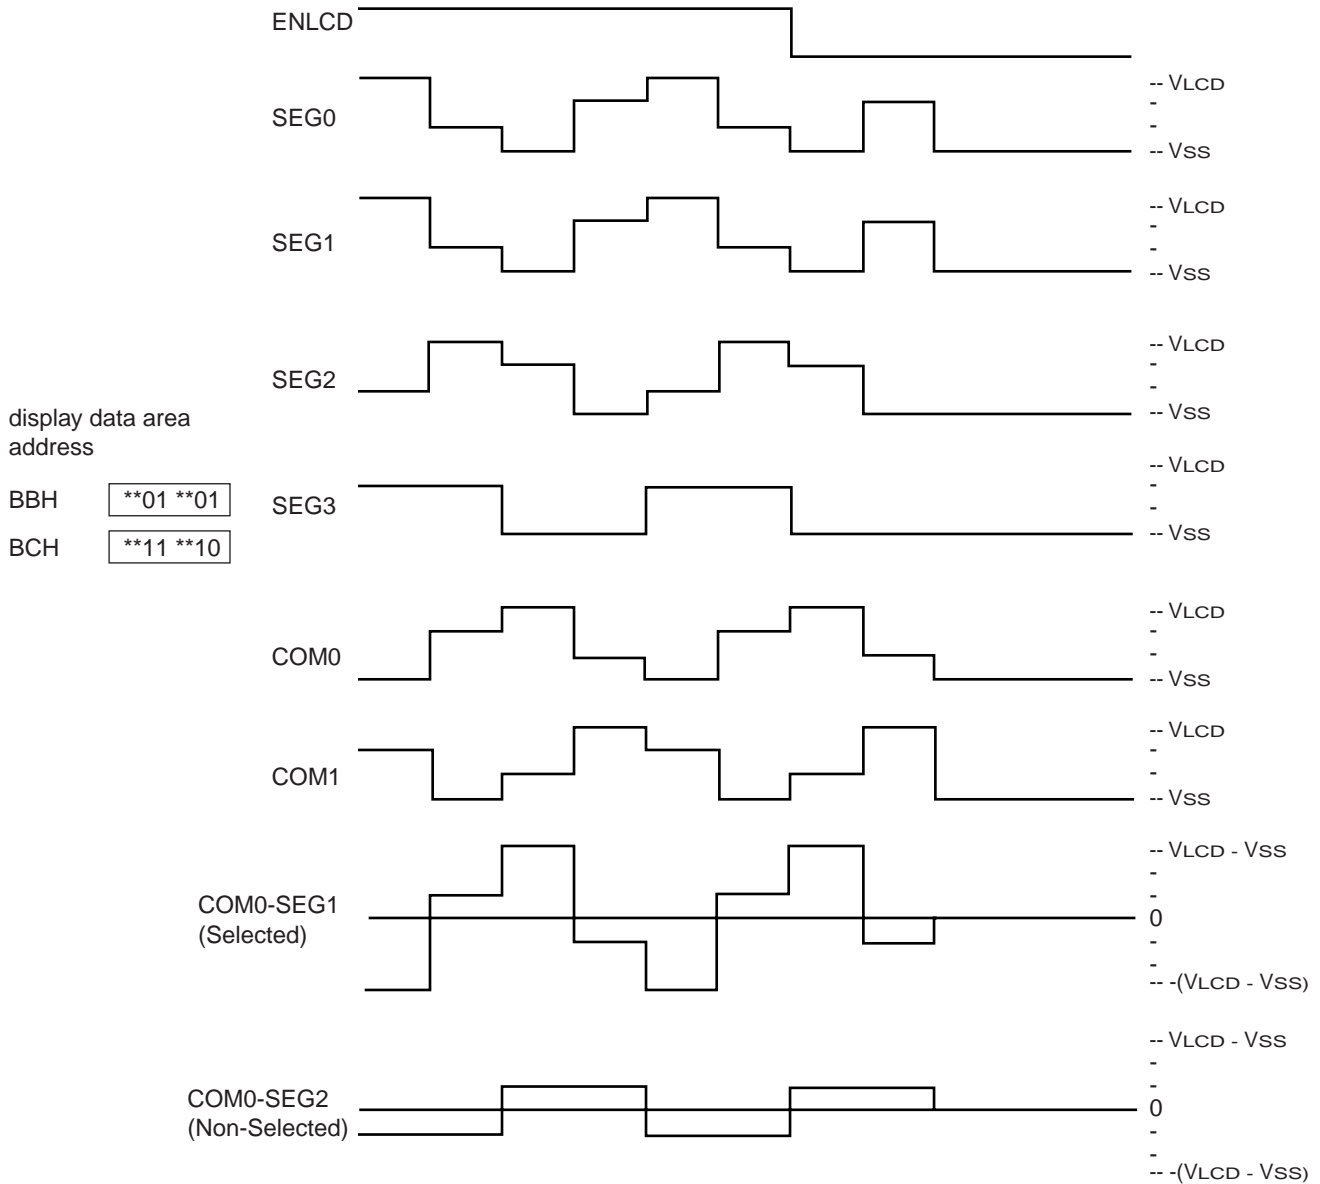 ENLCD
-- VLCD
-
SEG0
-
-- VSS
-- VLCD
-
SEG1
-
-- VSS
-- VLCD
-
SEG2
-
-- VSS
display data area
address
-- VLCD
BBH **01 **01
-
SEG3
-
-- VSS
BCH **11 **10
-- VLCD
-
COM0
-
-- VSS
-- VLCD
-
COM1
-
-- VSS
-- VLCD - VSS
-
-
COM0-SEG1
(Selected)
0
-
-
-- -(VLCD - VSS)
-- VLCD - VSS
-
-
COM0-SEG2
(Non-Selected)
0
-
-
-- -(VLCD - VSS)